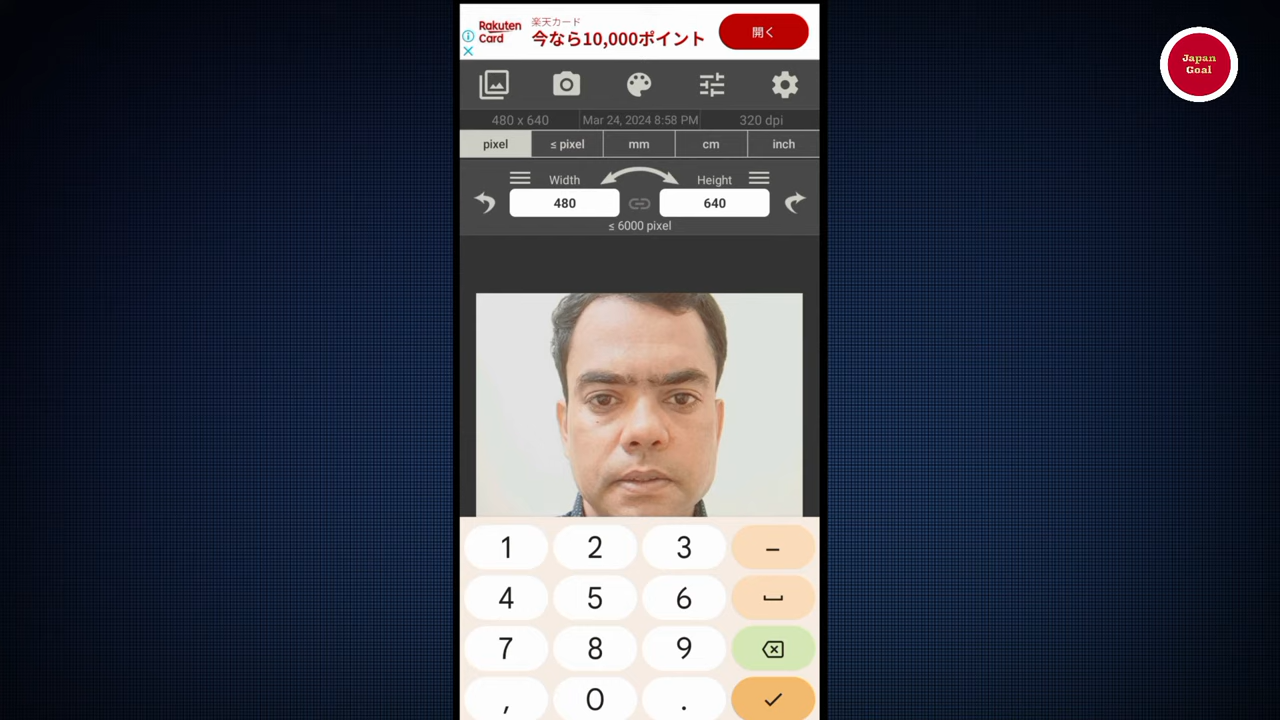 Rakuten
Card
楽天カード
今なら10,000ポイント
開く
Japan
Goal
480 x 640
Mar 24, 2024 8:58 PM
320 dpi
pixel
≤ pixel
mm
cm
inch
Width
Height
480
640
≤ 6000 pixel
1
2
3
–
4
5
6
7
8
9
,
0
.